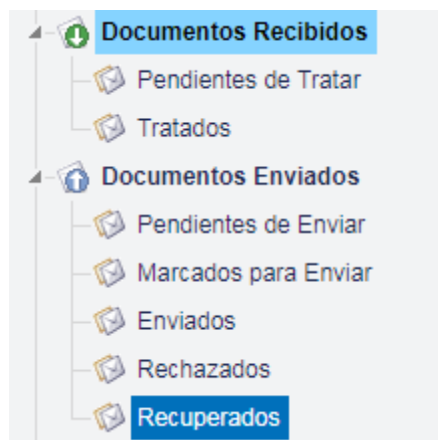 Documentos Recibidos
Pendientes de Tratar
Tratados
Documentos Enviados
Pendientes de Enviar
Marcados para Enviar
Enviados
Rechazados
Recuperados